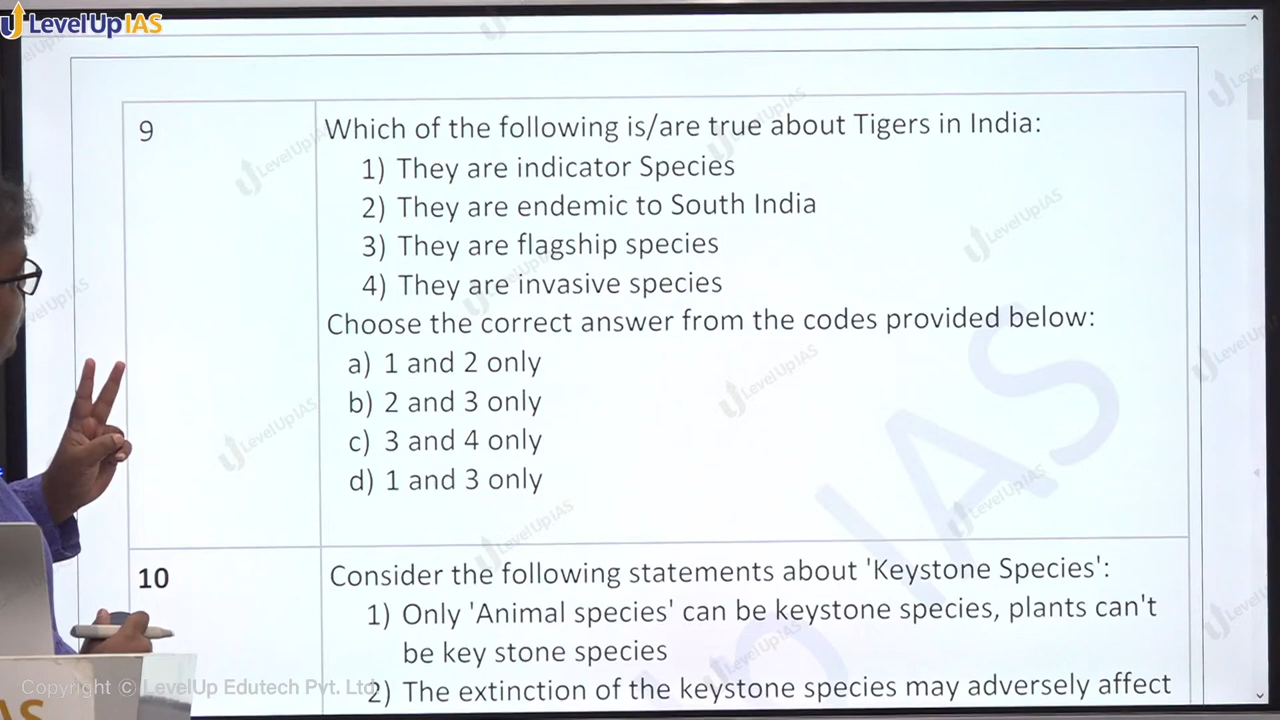 LevelUpIAS
9
Which of the following is/are true about Tigers in India:
1) They are indicator Species
2) They are endemic to South India
3) They are flagship species
4) They are invasive species
Choose the correct answer from the codes provided below:
a) 1 and 2 only
b) 2 and 3 only
c) 3 and 4 only
d) 1 and 3 only
10
Consider the following statements about 'Keystone Species':
1) Only 'Animal species' can be keystone species, plants can't
be key stone species
2) The extinction of the keystone species may adversely affect
Copyright © LevelUp Edutech Pvt. Ltd
IAS